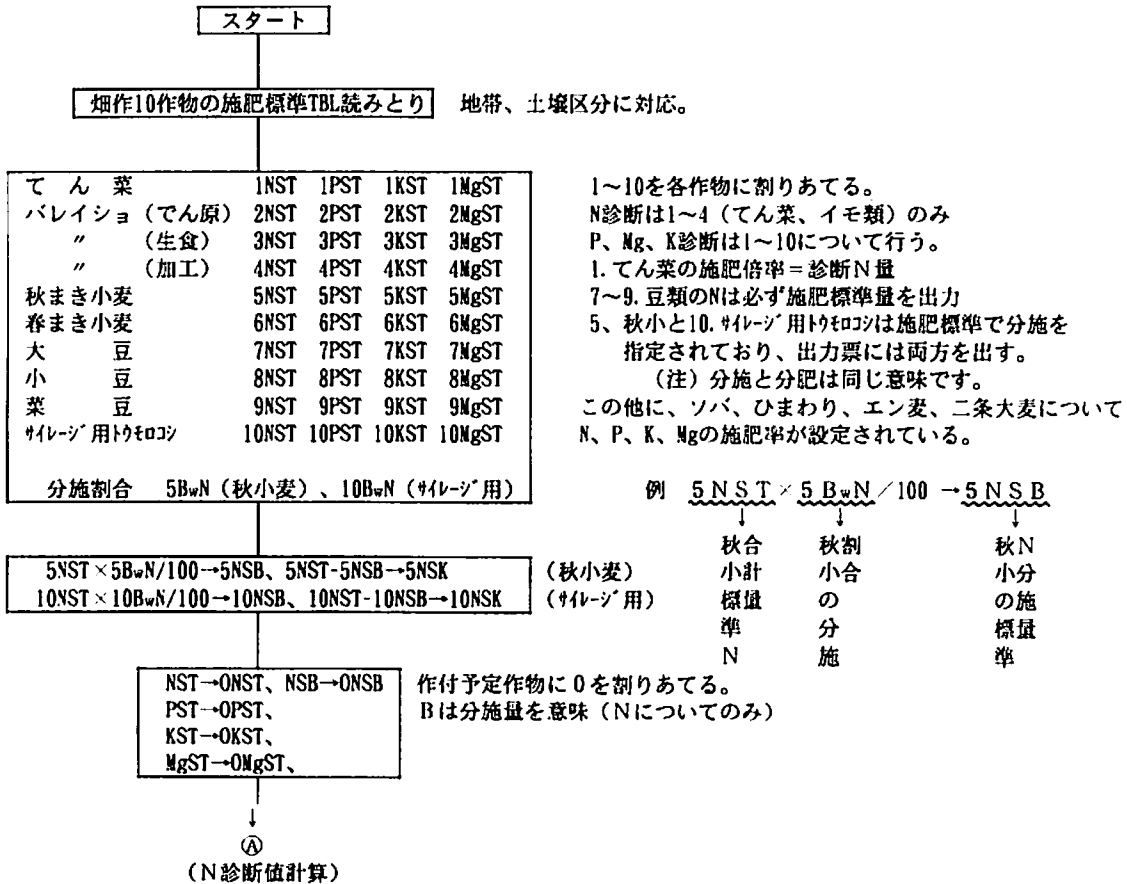 スタート
畑作10作物の施肥標準TBL読みとり 地帯、土壌区分に対応。
てん菜 1NST 1PST 1KST 1MgST
バレイショ（でん原） 2NST 2PST 2KST 2MgST
〃 （生食） 3NST 3PST 3KST 3MgST
〃 （加工） 4NST 4PST 4KST 4MgST
秋まき小麦 5NST 5PST 5KST 5MgST
春まき小麦 6NST 6PST 6KST 6MgST
大豆 7NST 7PST 7KST 7MgST
小豆 8NST 8PST 8KST 8MgST
菜豆 9NST 9PST 9KST 9MgST
ｻｲﾚｰｼﾞ用ﾄｳﾓﾛｺｼ 10NST 10PST 10KST 10MgST
分施割合 5BwN（秋小麦）、10BwN（ｻｲﾚｰｼﾞ用）
1～10を各作物に割りあてる。
N診断は1～4（てん菜、イモ類）のみ
P、Mg、K診断は1～10について行う。
1.てん菜の施肥倍率＝診断N量
7～9.豆類のNは必ず施肥標準量を出力
5、秋小と10.ｻｲﾚｰｼﾞ用ﾄｳﾓﾛｺｼは施肥標準で分施を
指定されており、出力票には両方を出す。
（注）分施と分肥は同じ意味です。
この他に、ソバ、ひまわり、エン麦、二条大麦について
N、P、K、Mgの施肥率が設定されている。
例 5NST×5BwN/100→5NSB
↓ ↓ ↓
秋小標準N合計量
秋小の分施割合
秋小の標準N分施量
5NST×5BwN/100→5NSB、5NST-5NSB→5NSK （秋小麦）
10NST×10BwN/100→10NSB、10NST-10NSB→10NSK （ｻｲﾚｰｼﾞ用）
NST→0NST、NSB→0NSB 作付予定作物に0を割りあてる。
PST→0PST、 Bは分施量を意味（Nについてのみ）
KST→0KST、
MgST→0MgST、
↓
Ⓐ
（N診断値計算）